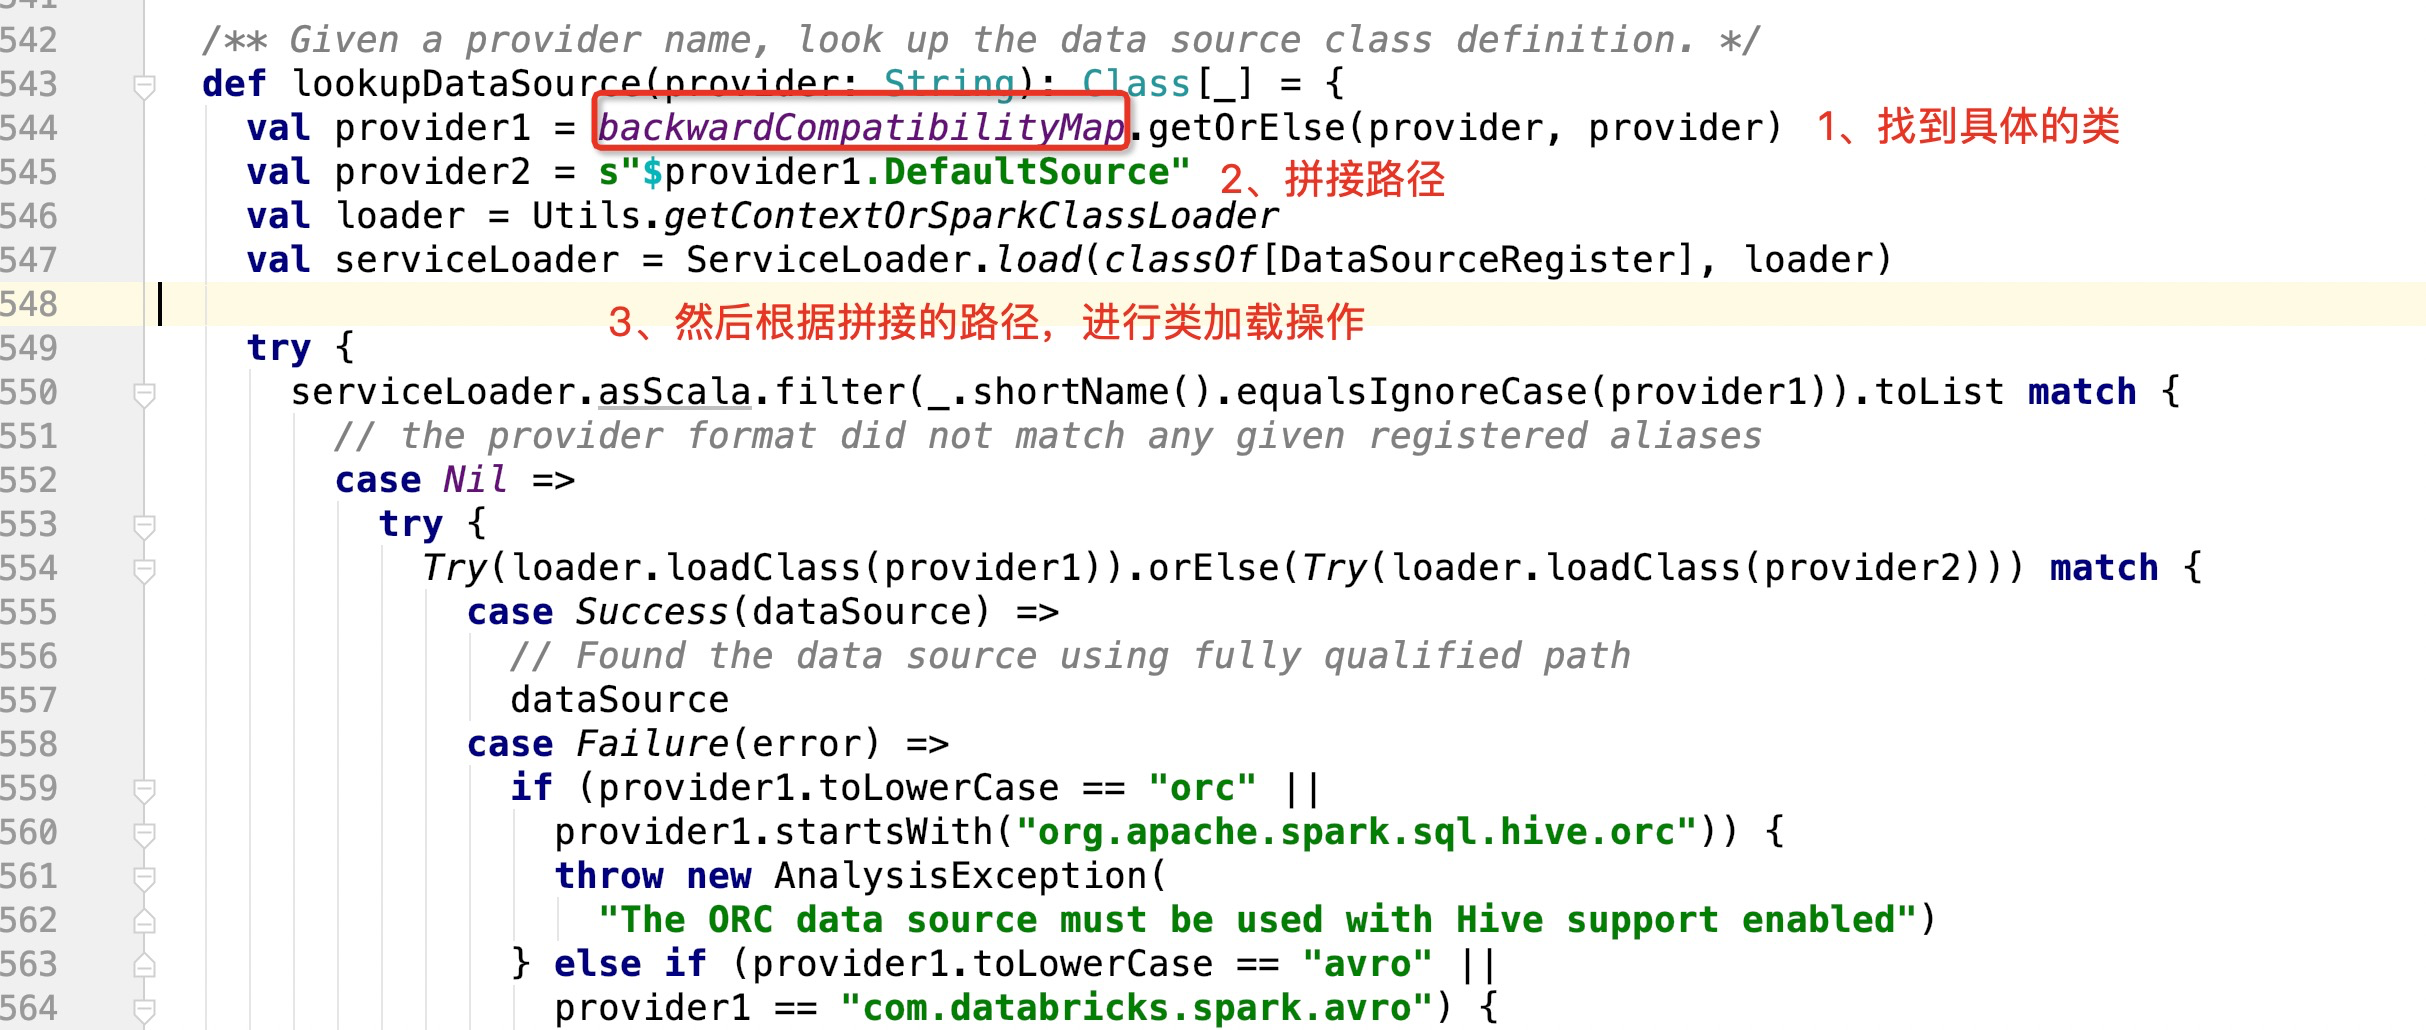 541
542 /** Given a provider name, look up the data source class definition. */
543 def lookupDataSource(provider: String): Class[_] = {
544 val provider1 = backwardCompatibilityMap.getOrElse(provider, provider) 1、找到具体的类
545 val provider2 = s"$provider1.DefaultSource" 2、拼接路径
546 val loader = Utils.getContextOrSparkClassLoader
547 val serviceLoader = ServiceLoader.load(classOf[DataSourceRegister], loader)
548 3、然后根据拼接的路径，进行类加载操作
549 try {
550 serviceLoader.asScala.filter(_.shortName().equalsIgnoreCase(provider1)).toList match {
551 // the provider format did not match any given registered aliases
552 case Nil =>
553 try {
554 Try(loader.loadClass(provider1)).orElse(Try(loader.loadClass(provider2))) match {
555 case Success(dataSource) =>
556 // Found the data source using fully qualified path
557 dataSource
558 case Failure(error) =>
559 if (provider1.toLowerCase == "orc" ||
560 provider1.startsWith("org.apache.spark.sql.hive.orc")) {
561 throw new AnalysisException(
562 "The ORC data source must be used with Hive support enabled")
563 } else if (provider1.toLowerCase == "avro" ||
564 provider1 == "com.databricks.spark.avro") {